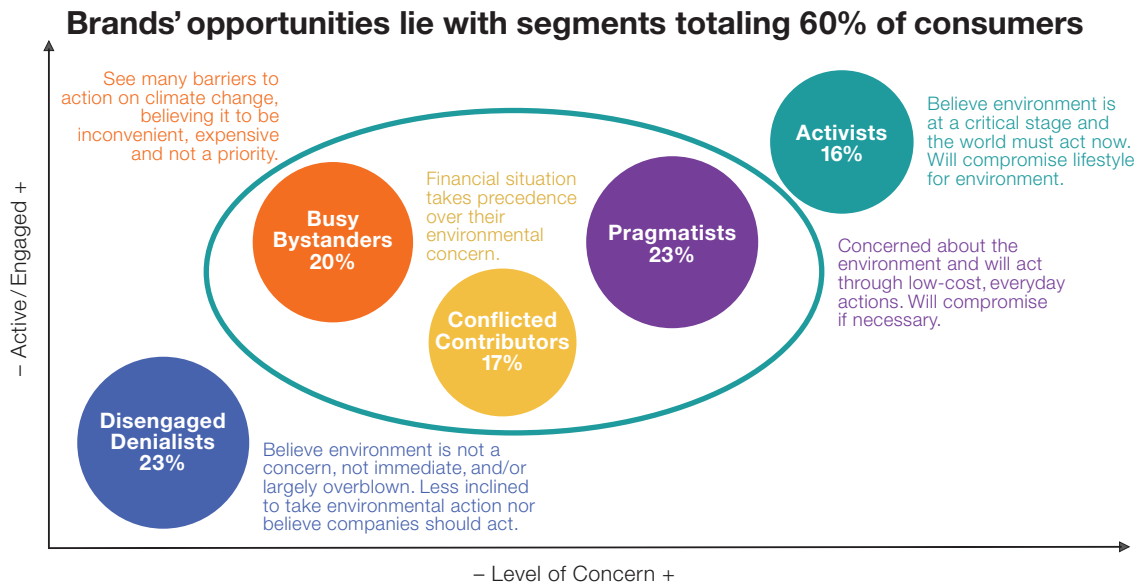 Brands' opportunities lie with segments totaling 60% of consumers
See many barriers to
action on climate change,
believing it to be
inconvenient, expensive
and not a priority.
Busy
Bystanders
20%
Financial situation
takes precedence
over their
environmental
concern.
Conflicted
Contributors
17%
Pragmatists
23%
Activists
16%
Believe environment is
at a critical stage and
the world must act now.
Will compromise lifestyle
for environment.
Concerned about the
environment and will act
through low-cost, everyday
actions. Will compromise
if necessary.
Disengaged
Denialists
23%
Believe environment is not a
concern, not immediate, and/or
largely overblown. Less inclined
to take environmental action nor
believe companies should act.
– Active/Engaged +
– Level of Concern +